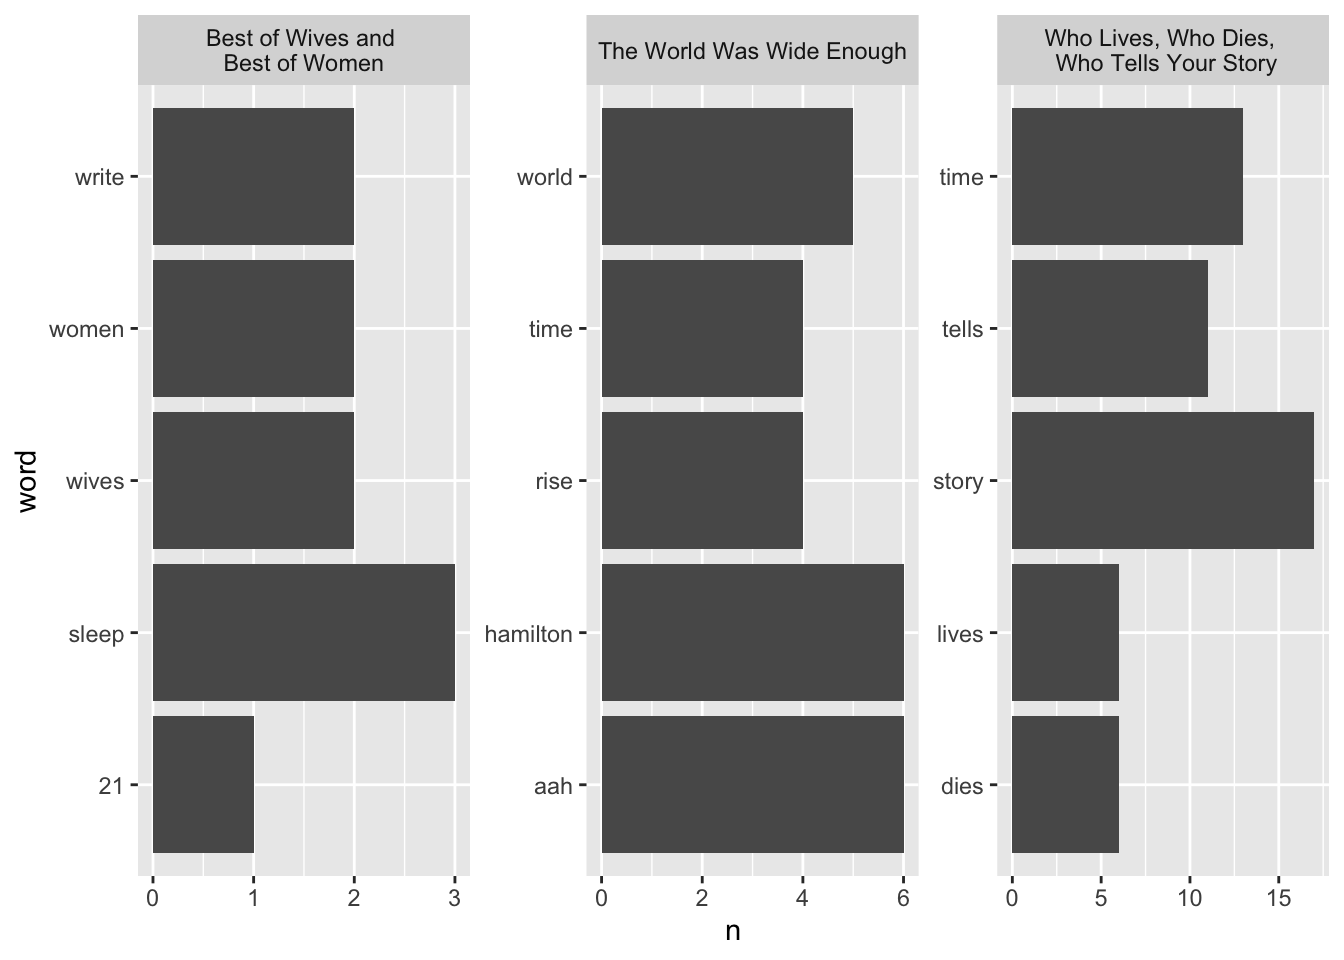 Best of Wives and
Best of Women
The World Was Wide Enough
Who Lives, Who Dies,
Who Tells Your Story
word
write
women
wives
sleep
21
0 1 2 3
world
time
rise
hamilton
aah
0 2 4 6
time
tells
story
lives
dies
0 5 10 15
n